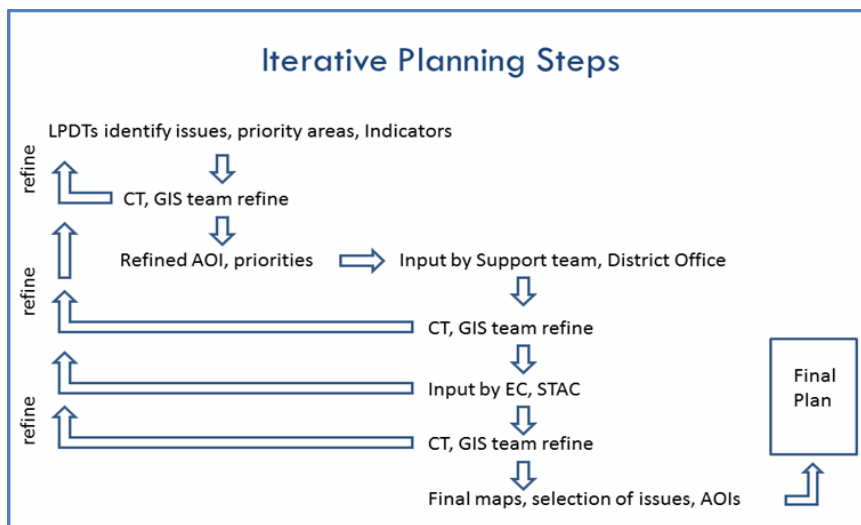 Iterative Planning Steps
LPDTs identify issues, priority areas, Indicators
refine
CT, GIS team refine
Refined AOI, priorities
Input by Support team, District Office
refine
CT, GIS team refine
Input by EC, STAC
Final
Plan
refine
CT, GIS team refine
Final maps, selection of issues, AOIs